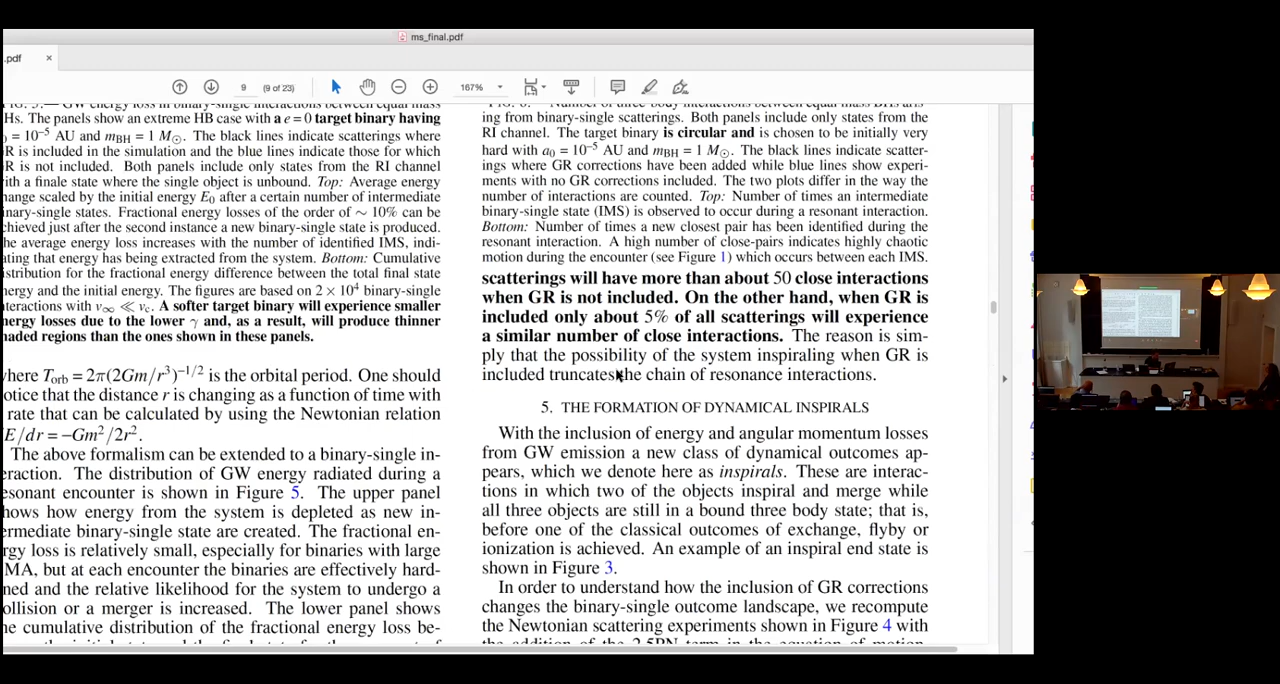 ms_final.pdf
.pdf
9 (9 of 23) 167%
Hs. The panels show an extreme HB case with a e = 0 target binary having
= 10⁻⁵ AU and m_BH = 1 M⊙. The black lines indicate scatterings where
R is included in the simulation and the blue lines indicate those for which
R is not included. Both panels include only states from the RI channel
ith a finale state where the single object is unbound. Top: Average energy
hange scaled by the initial energy E₀ after a certain number of intermediate
inary-single states. Fractional energy losses of the order of ∼ 10% can be
chieved just after the second instance a new binary-single state is produced.
he average energy loss increases with the number of identified IMS, indi-
ating that energy has being extracted from the system. Bottom: Cumulative
istribution for the fractional energy difference between the total final state
nergy and the initial energy. The figures are based on 2 × 10⁴ binary-single
nteractions with v∞ ≪ v_c. A softer target binary will experience smaller
nergy losses due to the lower γ and, as a result, will produce thinner
haded regions than the ones shown in these panels.
where T_orb = 2π(2Gm/r³)^{-1/2} is the orbital period. One should
otice that the distance r is changing as a function of time with
rate that can be calculated by using the Newtonian relation
E/dr = −Gm²/2r².
The above formalism can be extended to a binary-single in-
eraction. The distribution of GW energy radiated during a
esonant encounter is shown in Figure 5. The upper panel
hows how energy from the system is depleted as new in-
ermediate binary-single state are created. The fractional en-
rgy loss is relatively small, especially for binaries with large
MA, but at each encounter the binaries are effectively hard-
ned and the relative likelihood for the system to undergo a
ollision or a merger is increased. The lower panel shows
he cumulative distribution of the fractional energy loss be-
ing from binary-single scatterings. Both panels include only states from the
RI channel. The target binary is circular and is chosen to be initially very
hard with a₀ = 10⁻⁵ AU and m_BH = 1 M⊙. The black lines indicate scatter-
ings where GR corrections have been added while blue lines show experi-
ments with no GR corrections included. The two plots differ in the way the
number of interactions are counted. Top: Number of times an intermediate
binary-single state (IMS) is observed to occur during a resonant interaction.
Bottom: Number of times a new closest pair has been identified during the
resonant interaction. A high number of close-pairs indicates highly chaotic
motion during the encounter (see Figure 1) which occurs between each IMS.
scatterings will have more than about 50 close interactions
when GR is not included. On the other hand, when GR is
included only about 5% of all scatterings will experience
a similar number of close interactions. The reason is sim-
ply that the possibility of the system inspiraling when GR is
included truncates the chain of resonance interactions.
5. THE FORMATION OF DYNAMICAL INSPIRALS
With the inclusion of energy and angular momentum losses
from GW emission a new class of dynamical outcomes ap-
pears, which we denote here as inspirals. These are interac-
tions in which two of the objects inspiral and merge while
all three objects are still in a bound three body state; that is,
before one of the classical outcomes of exchange, flyby or
ionization is achieved. An example of an inspiral end state is
shown in Figure 3.
In order to understand how the inclusion of GR corrections
changes the binary-single outcome landscape, we recompute
the Newtonian scattering experiments shown in Figure 4 with